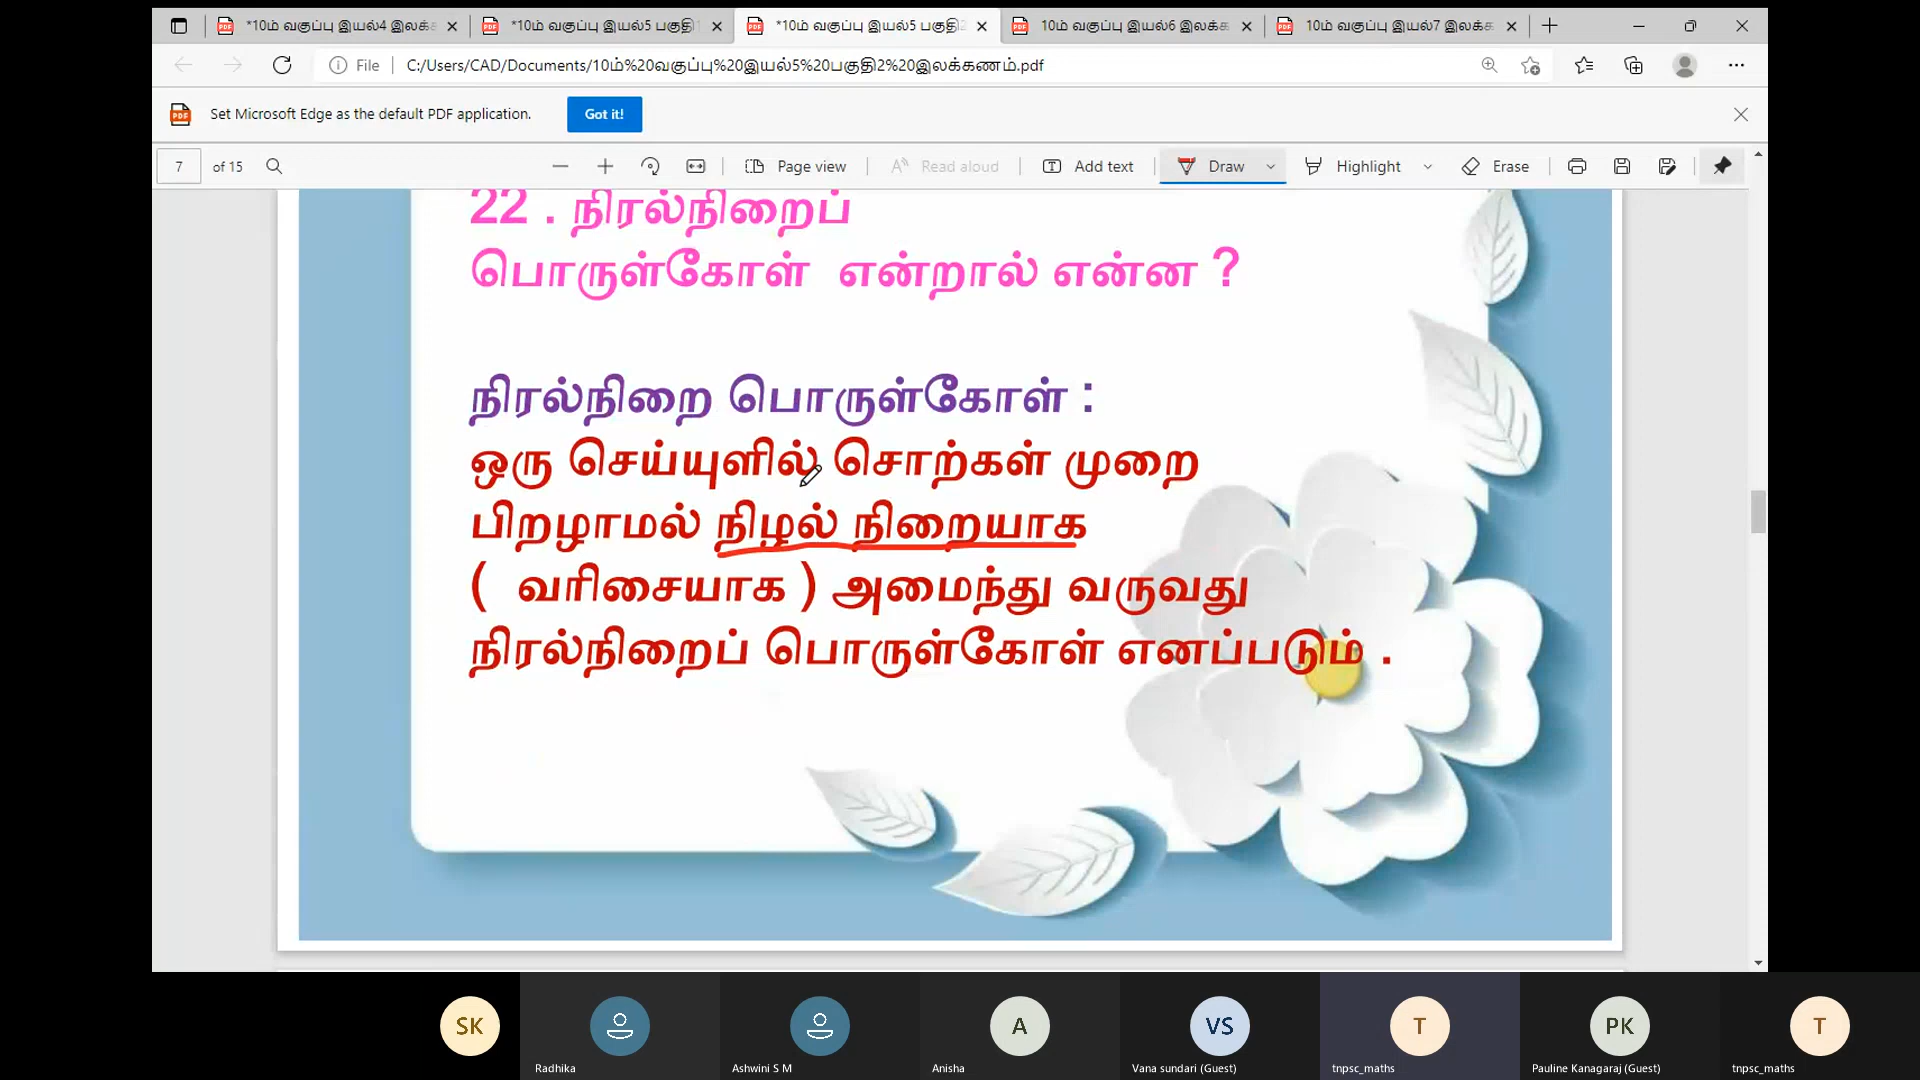 *10ம் வகுப்பு இயல்4 இலக்க
*10ம் வகுப்பு இயல்5 பகுதி1
*10ம் வகுப்பு இயல்5 பகுதி2
10ம் வகுப்பு இயல்6 இலக்க
10ம் வகுப்பு இயல்7 இலக்க
File
C:/Users/CAD/Documents/10ம்%20வகுப்பு%20இயல்5%20பகுதி2%20இலக்கணம்.pdf
Set Microsoft Edge as the default PDF application.
Got it!
7 of 15
Page view
Read aloud
Add text
Draw
Highlight
Erase
22 . நிரல்நிறைப்
பொருள்கோள் என்றால் என்ன ?
நிரல்நிறை பொருள்கோள் :
ஒரு செய்யுளில் சொற்கள் முறை
பிறழாமல் நிழல் நிறையாக
( வரிசையாக ) அமைந்து வருவது
நிரல்நிறைப் பொருள்கோள் எனப்படும் .
SK
A
VS
T
PK
T
Radhika
Ashwini S M
Anisha
Vana sundari (Guest)
tnpsc_maths
Pauline Kanagaraj (Guest)
tnpsc_maths